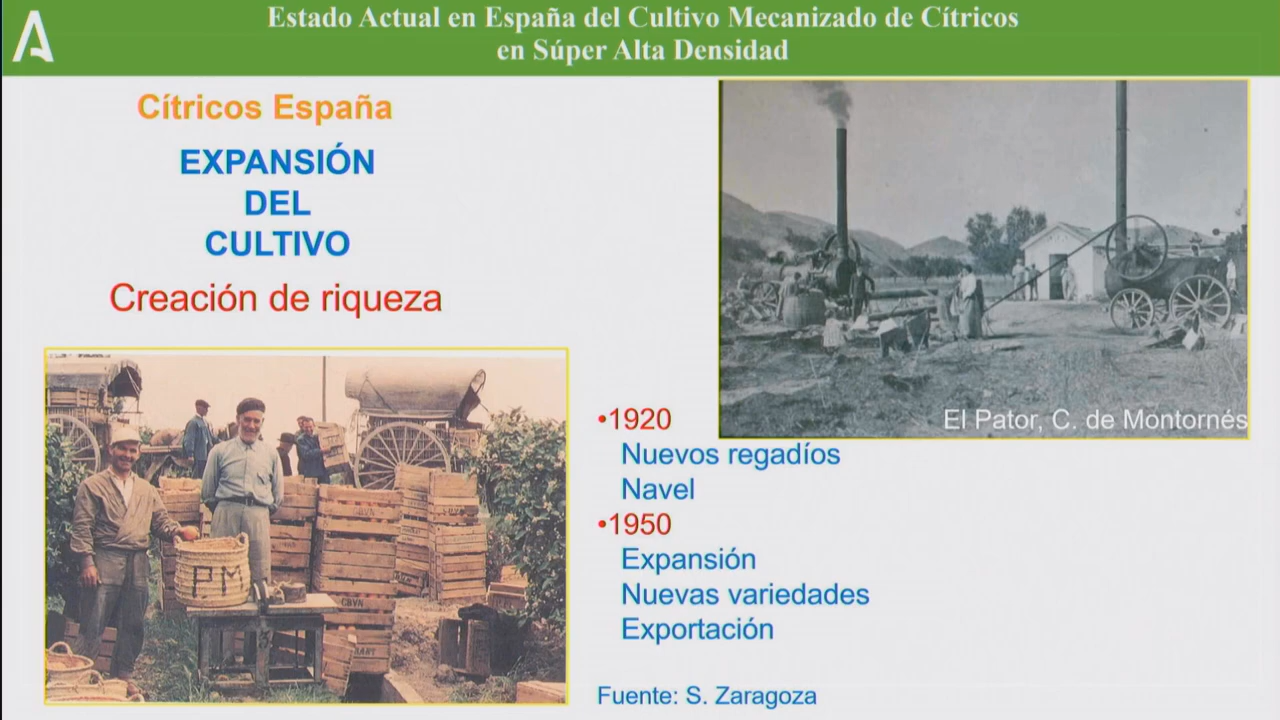 Estado Actual en España del Cultivo Mecanizado de Cítricos
en Súper Alta Densidad
Cítricos España
EXPANSIÓN
DEL
CULTIVO
Creación de riqueza
El Pator, C. de Montornés
•1920
Nuevos regadíos
Navel
•1950
Expansión
Nuevas variedades
Exportación
Fuente: S. Zaragoza
PM